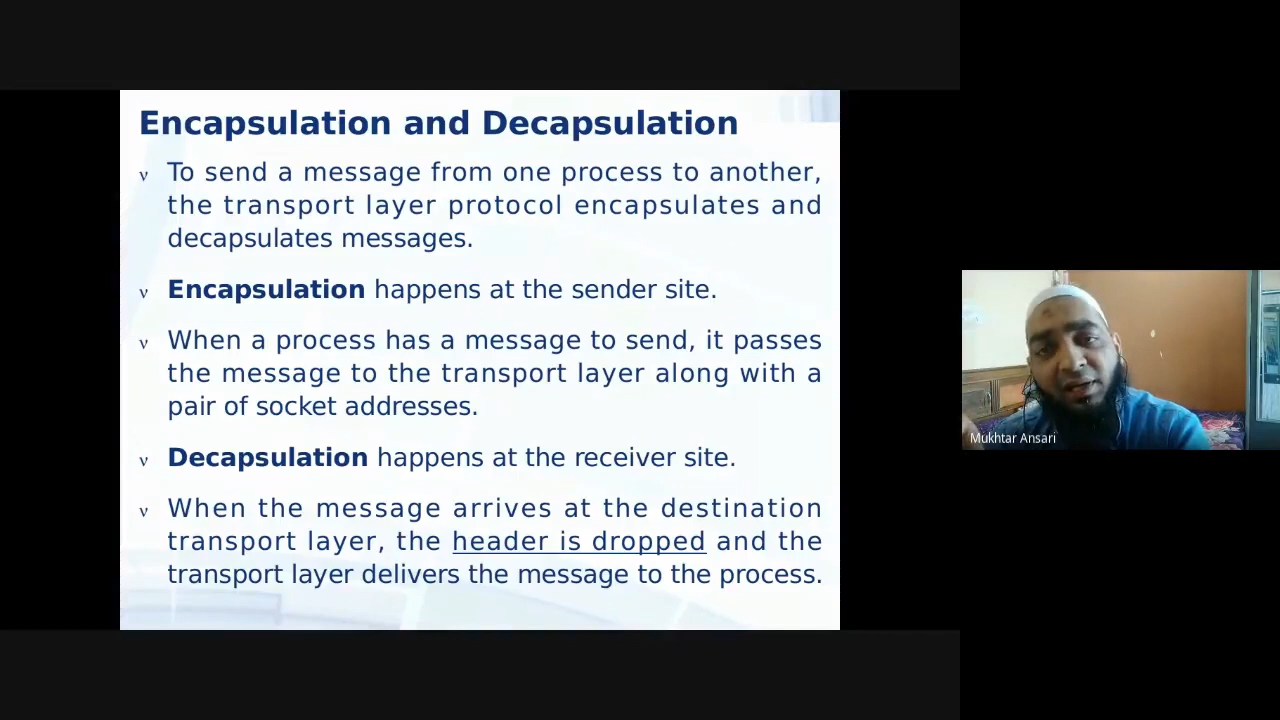 Encapsulation and Decapsulation
ν To send a message from one process to another,
the transport layer protocol encapsulates and
decapsulates messages.
ν Encapsulation happens at the sender site.
ν When a process has a message to send, it passes
the message to the transport layer along with a
pair of socket addresses.
ν Decapsulation happens at the receiver site.
ν When the message arrives at the destination
transport layer, the header is dropped and the
transport layer delivers the message to the process.
Mukhtar Ansari